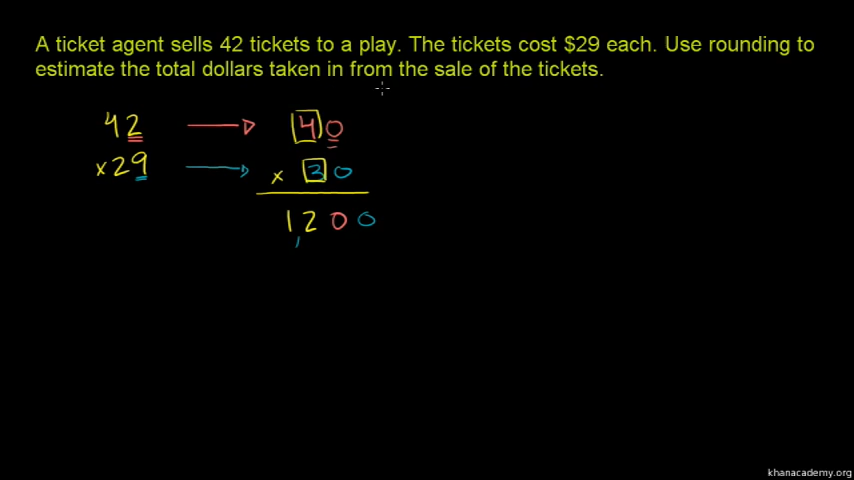 A ticket agent sells 42 tickets to a play. The tickets cost $29 each. Use rounding to
estimate the total dollars taken in from the sale of the tickets.
42 → 40
×29 → × 30
1,200
khanacademy.org